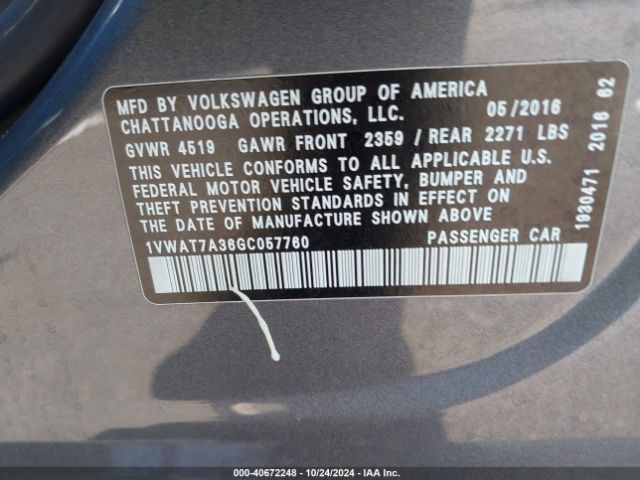 MFD BY VOLKSWAGEN GROUP OF AMERICA
CHATTANOOGA OPERATIONS, LLC. 05/2016
GVWR 4519 GAWR FRONT 2359 / REAR 2271 LBS
THIS VEHICLE CONFORMS TO ALL APPLICABLE U.S.
FEDERAL MOTOR VEHICLE SAFETY, BUMPER AND
THEFT PREVENTION STANDARDS IN EFFECT ON
THE DATE OF MANUFACTURE SHOWN ABOVE
1VWAT7A36GC057760 PASSENGER CAR
1930471 2016 62
000-40672248 - 10/24/2024 - IAA Inc.